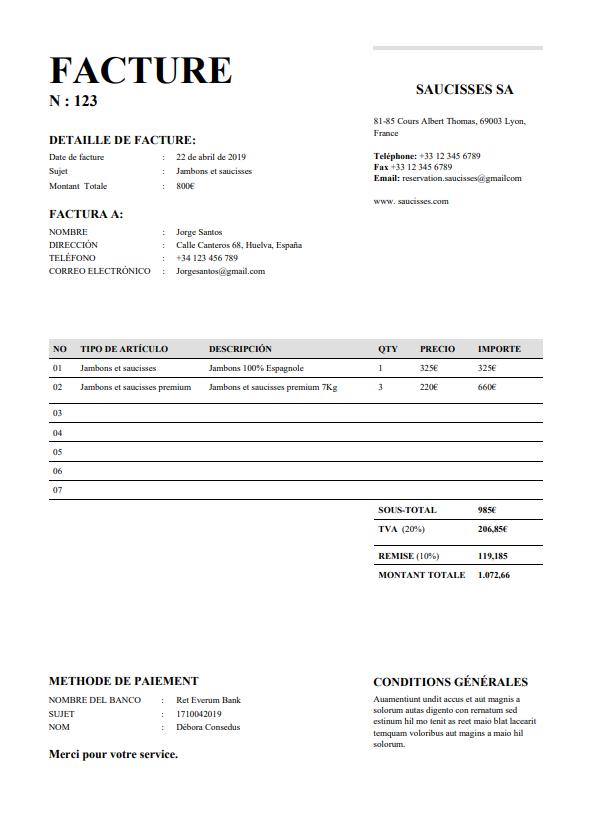 FACTURE
N : 123
SAUCISSES SA
81-85 Cours Albert Thomas, 69003 Lyon,
France
Teléphone: +33 12 345 6789
Fax +33 12 345 6789
Email: reservation.saucisses@gmailcom
www. saucisses.com
DETAILLE DE FACTURE:
Date de facture : 22 de abril de 2019
Sujet : Jambons et saucisses
Montant Totale : 800€
FACTURA A:
NOMBRE : Jorge Santos
DIRECCIÓN : Calle Canteros 68, Huelva, España
TELÉFONO : +34 123 456 789
CORREO ELECTRÓNICO : Jorgesantos@gmail.com
NO TIPO DE ARTÍCULO DESCRIPCIÓN QTY PRECIO IMPORTE
01 Jambons et saucisses Jambons 100% Espagnole 1 325€ 325€
02 Jambons et saucisses premium Jambons et saucisses premium 7Kg 3 220€ 660€
03
04
05
06
07
SOUS-TOTAL 985€
TVA (20%) 206,85€
REMISE (10%) 119,185
MONTANT TOTALE 1.072,66
METHODE DE PAIEMENT
NOMBRE DEL BANCO : Ret Everum Bank
SUJET : 1710042019
NOM : Débora Consedus
Merci pour votre service.
CONDITIONS GÉNÉRALES
Auamentiunt undit accus et aut magnis a
solorum autas digento con rernatum sed
estinum hil mo tenit as reet maio blat lacearit
temquam voloribus aut magins a maio hil
solorum.